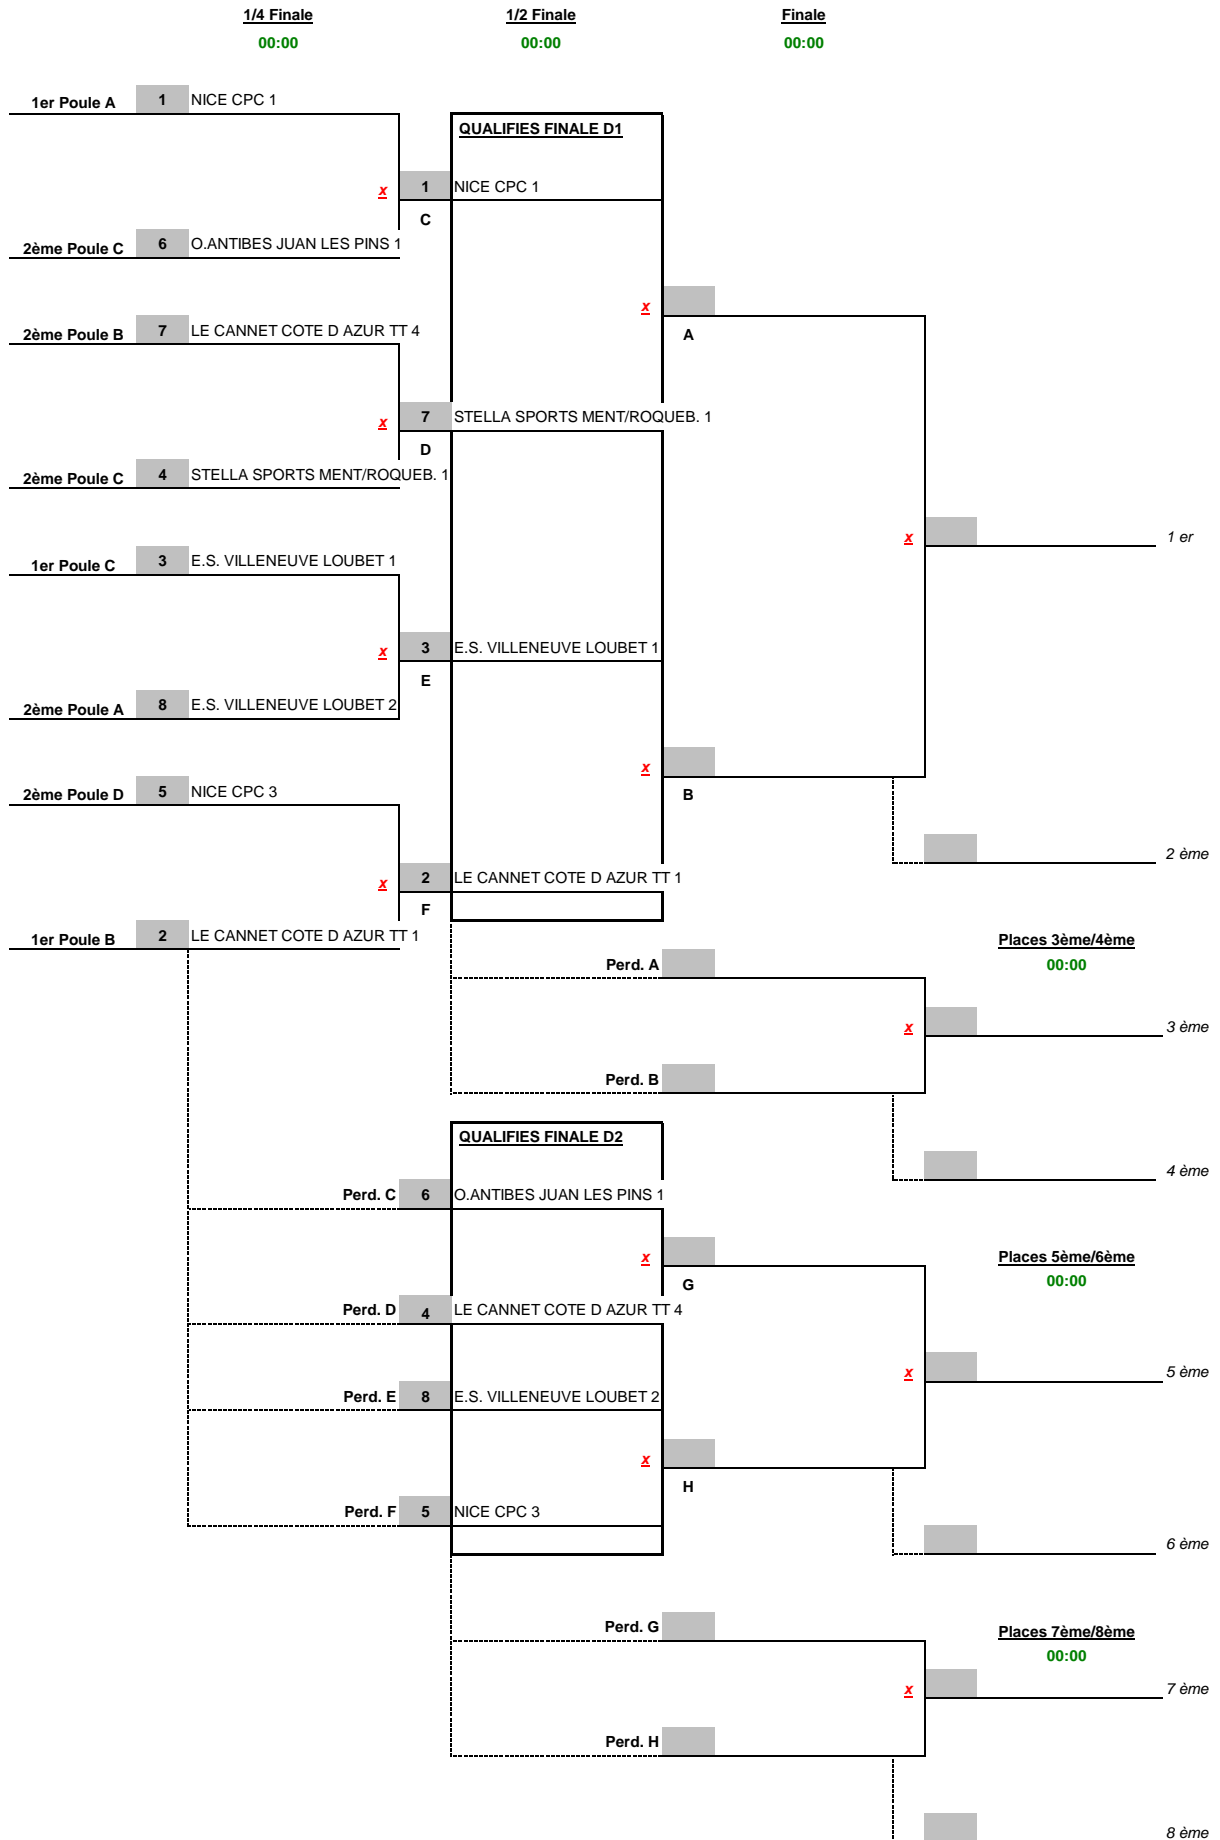 1/4 Finale 1/2 Finale Finale
00:00 00:00 00:00
1er Poule A 1 NICE CPC 1
QUALIFIES FINALE D1
x 1 NICE CPC 1
C
2ème Poule C 6 O.ANTIBES JUAN LES PINS 1
x
2ème Poule B 7 LE CANNET COTE D AZUR TT 4
A
x 7 STELLA SPORTS MENT/ROQUEB. 1
D
2ème Poule C 4 STELLA SPORTS MENT/ROQUEB. 1
x 1 er
1er Poule C 3 E.S. VILLENEUVE LOUBET 1
x 3 E.S. VILLENEUVE LOUBET 1
E
2ème Poule A 8 E.S. VILLENEUVE LOUBET 2
x
2ème Poule D 5 NICE CPC 3
B
2 ème
x 2 LE CANNET COTE D AZUR TT 1
F
1er Poule B 2 LE CANNET COTE D AZUR TT 1
Places 3ème/4ème
Perd. A 00:00
x 3 ème
Perd. B
QUALIFIES FINALE D2
4 ème
Perd. C 6 O.ANTIBES JUAN LES PINS 1
x Places 5ème/6ème
G 00:00
Perd. D 4 LE CANNET COTE D AZUR TT 4
x 5 ème
Perd. E 8 E.S. VILLENEUVE LOUBET 2
x
H
Perd. F 5 NICE CPC 3
6 ème
Perd. G
Places 7ème/8ème
00:00
x 7 ème
Perd. H
8 ème